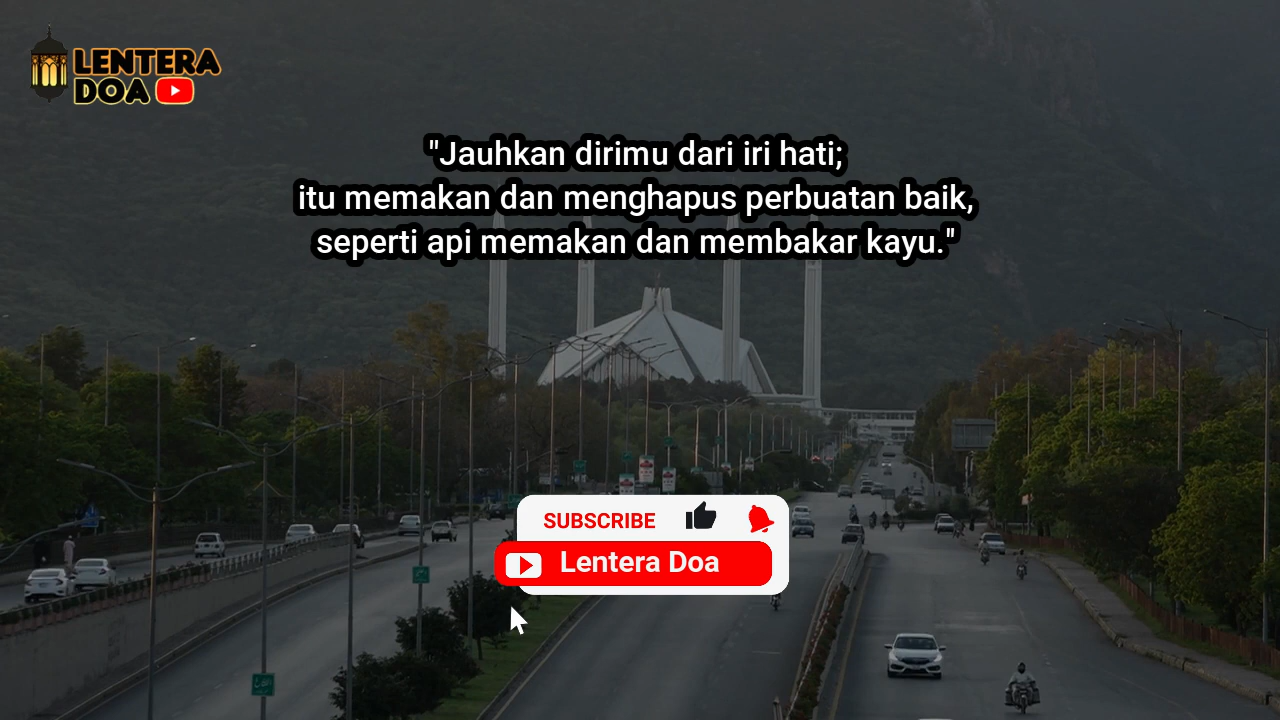 LENTERA
DOA
"Jauhkan dirimu dari iri hati;
itu memakan dan menghapus perbuatan baik,
seperti api memakan dan membakar kayu."
SUBSCRIBE
Lentera Doa